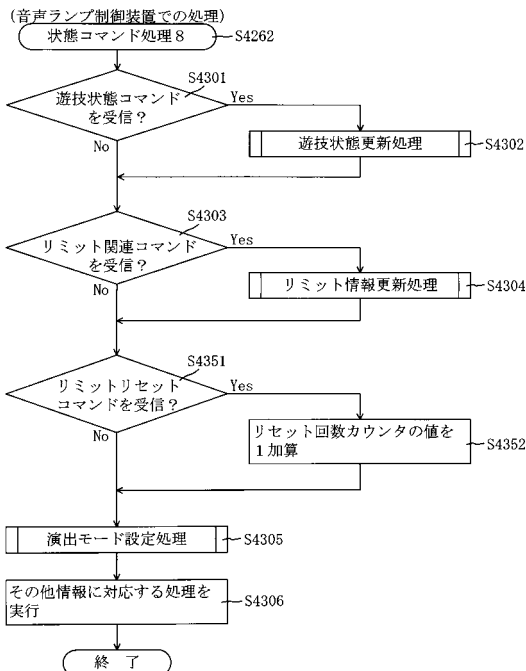 (音声ランプ制御装置での処理)
状態コマンド処理8
S4262
S4301
遊技状態コマンド
を受信?
Yes
No
遊技状態更新処理
S4302
S4303
リミット関連コマンド
を受信?
Yes
No
リミット情報更新処理
S4304
S4351
リミットリセット
コマンドを受信?
Yes
No
リセット回数カウンタの値を
1加算
S4352
演出モード設定処理
S4305
その他情報に対応する処理を
実行
S4306
終 了